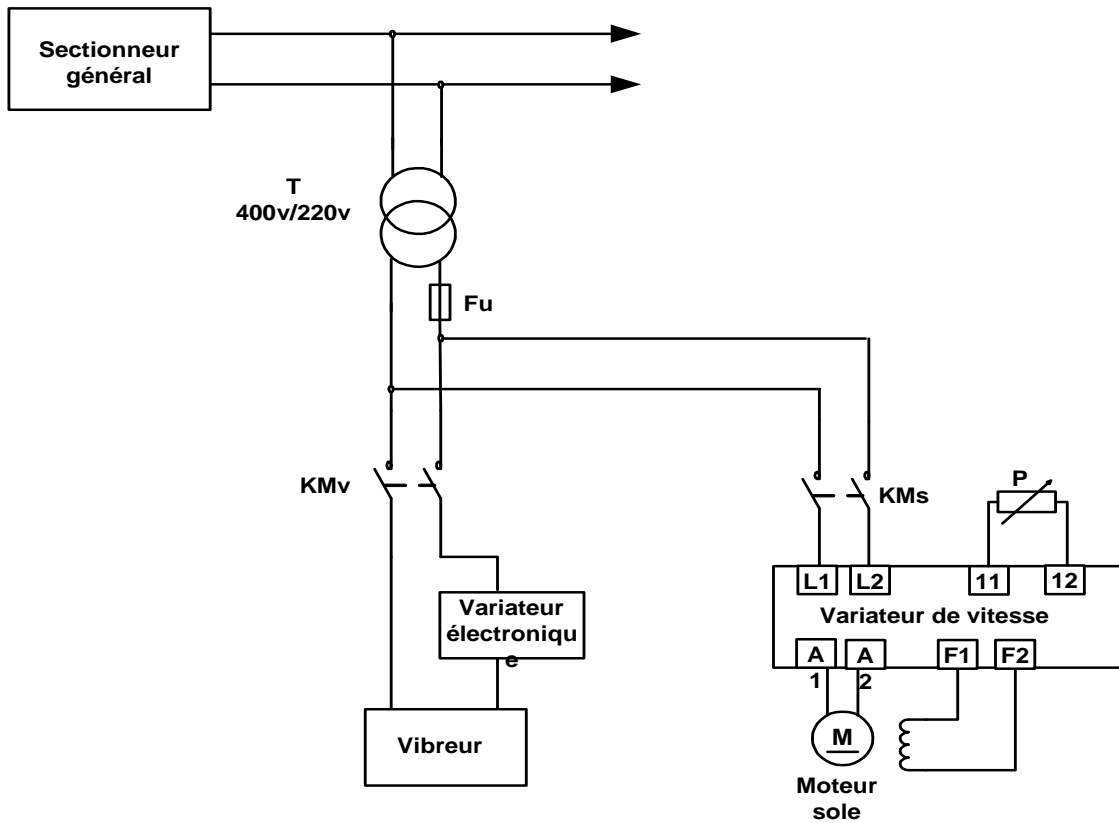 Sectionneur
général
T
400v/220v
Fu
KMv
KMs
P
L1
L2
11
12
Variateur de vitesse
Variateur
électroniqu
e
A
1
A
2
F1
F2
Vibreur
M
Moteur
sole